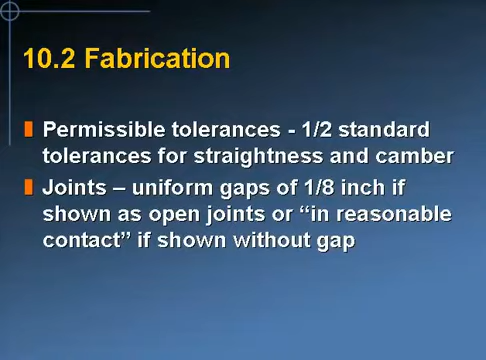 10.2 Fabrication
Permissible tolerances - 1/2 standard
tolerances for straightness and camber
Joints – uniform gaps of 1/8 inch if
shown as open joints or “in reasonable
contact” if shown without gap